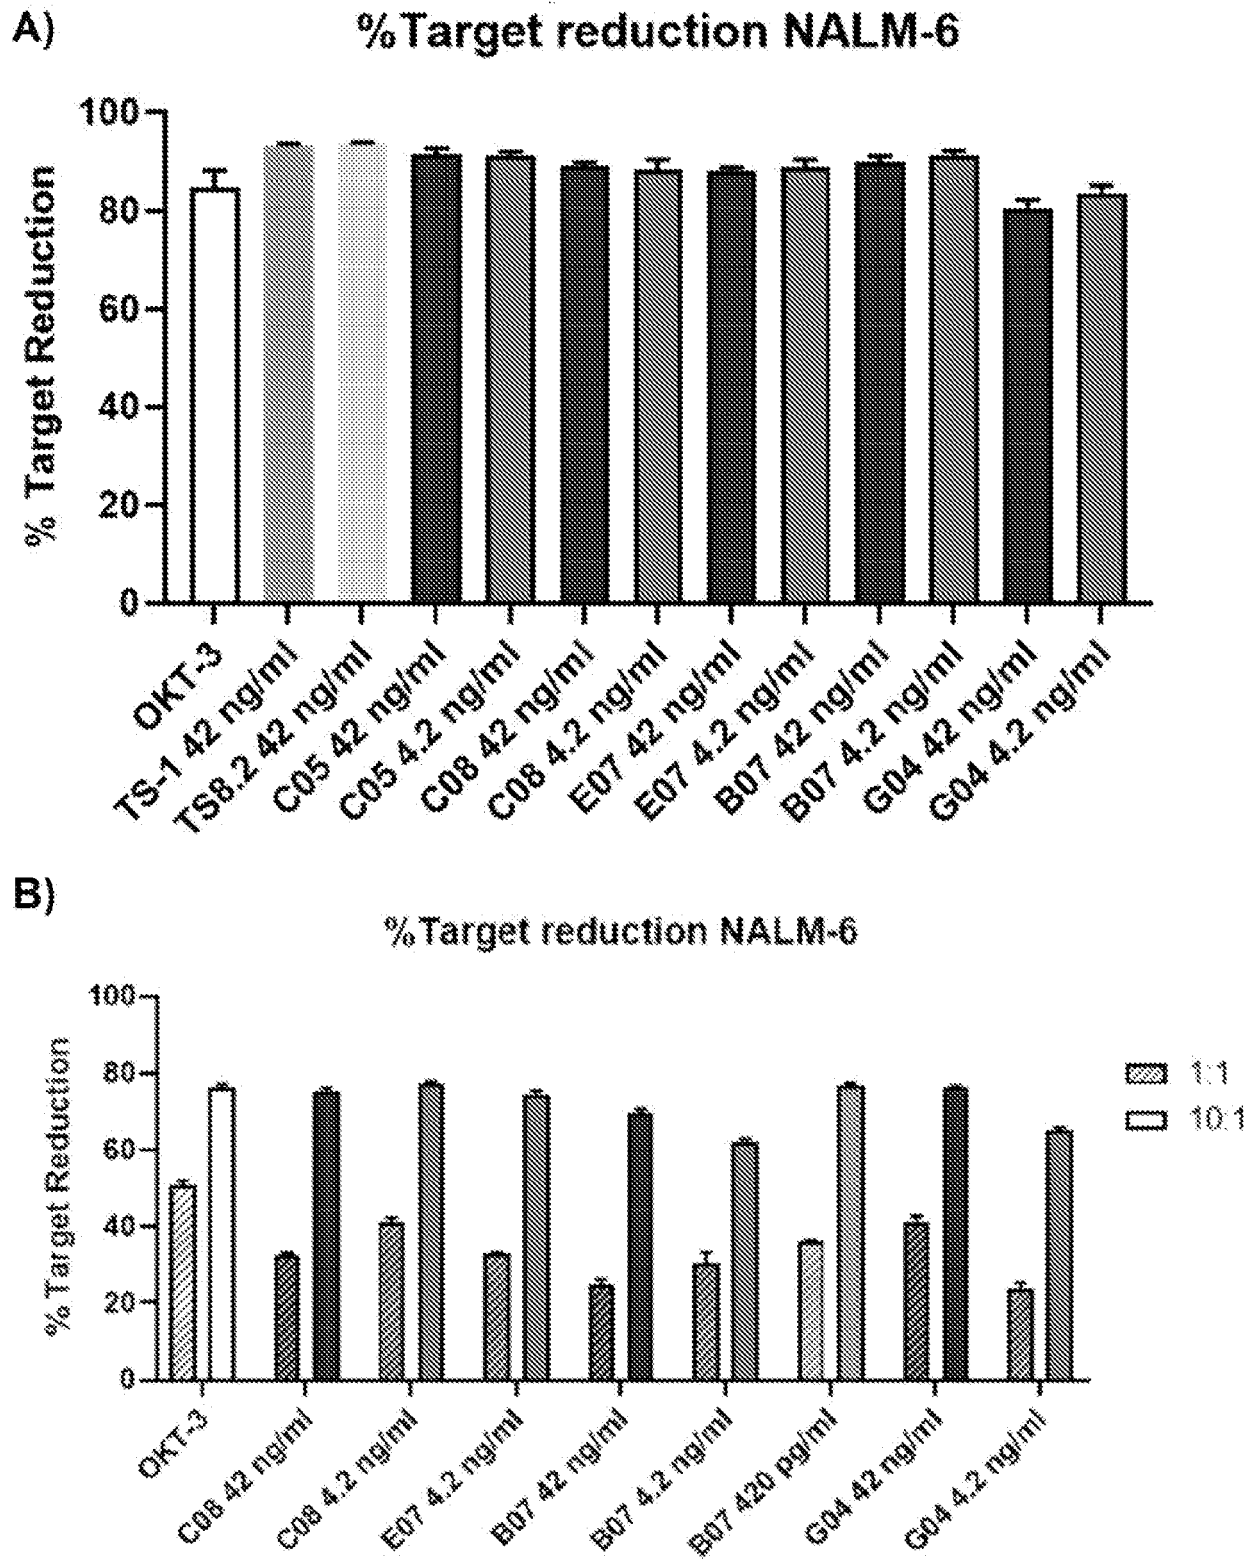 A)
%Target reduction NALM-6
% Target Reduction
100
80
60
40
20
0
OKT-3
TS-1 42 ng/ml
TS8.2 42 ng/ml
C05 42 ng/ml
C05 4.2 ng/ml
C08 42 ng/ml
C08 4.2 ng/ml
E07 42 ng/ml
E07 4.2 ng/ml
B07 42 ng/ml
B07 4.2 ng/ml
G04 42 ng/ml
G04 4.2 ng/ml
B)
%Target reduction NALM-6
% Target Reduction
100
80
60
40
20
0
1:1
10:1
OKT-3
C08 42 ng/ml
C08 4.2 ng/ml
E07 4.2 ng/ml
B07 42 ng/ml
B07 4.2 ng/ml
B07 420 pg/ml
G04 42 ng/ml
G04 4.2 ng/ml